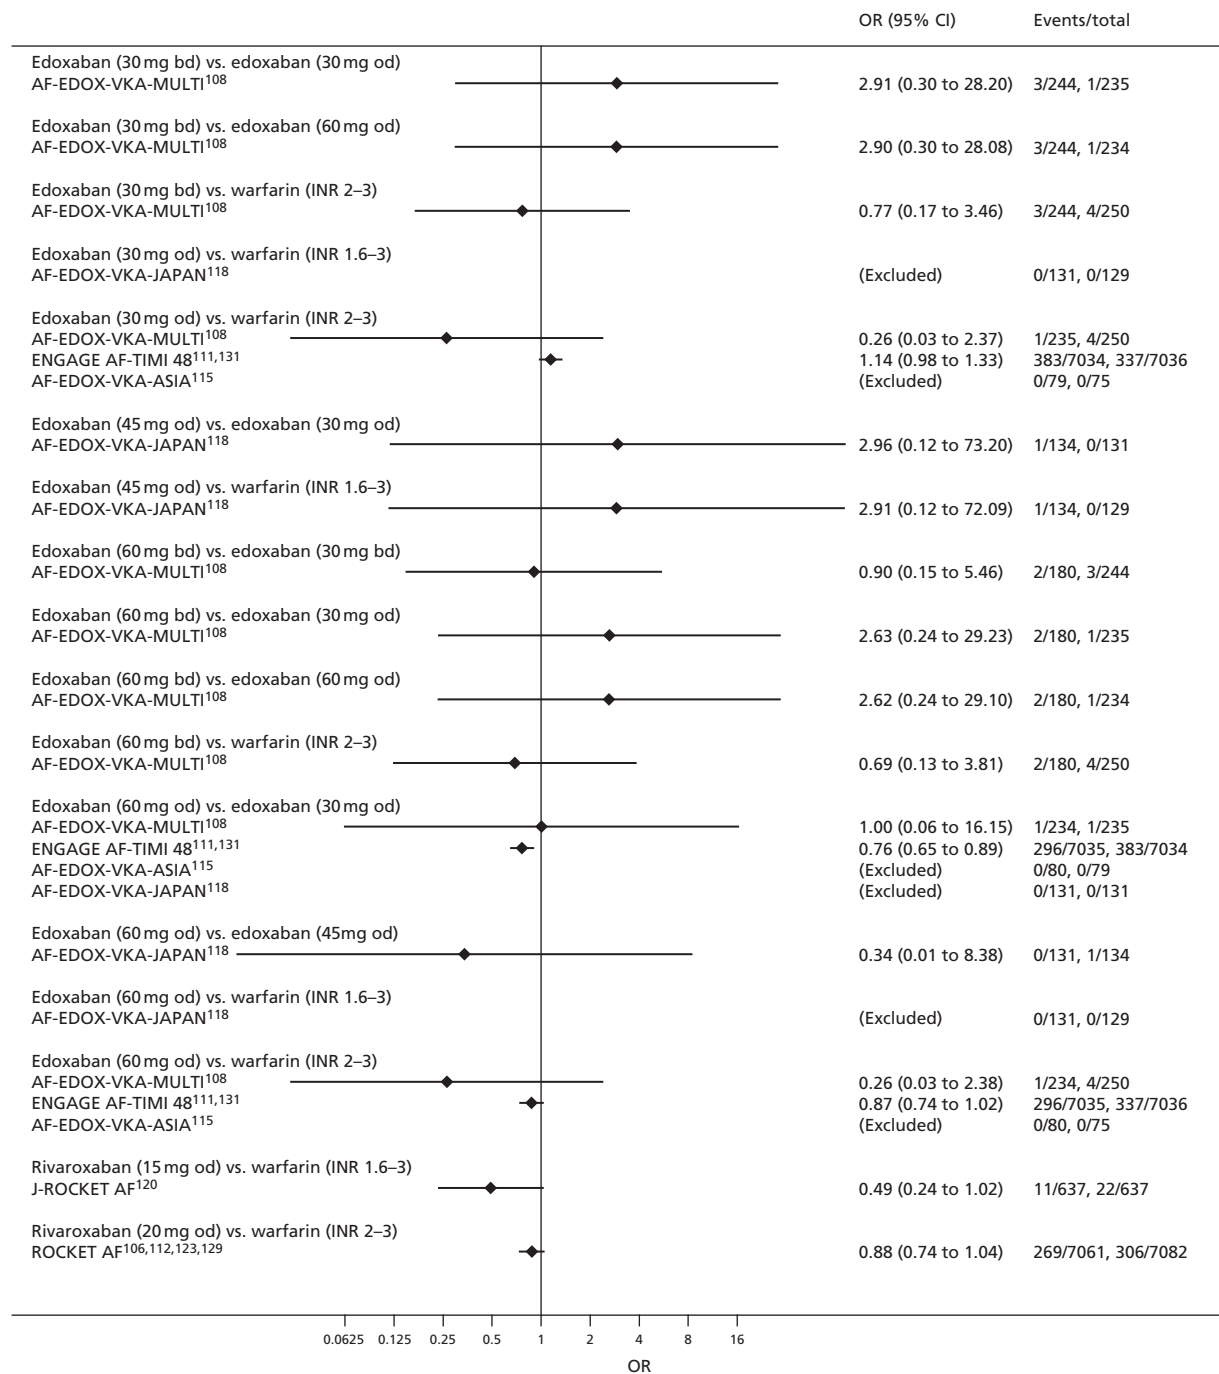 OR (95% CI) Events/total
Edoxaban (30 mg bd) vs. edoxaban (30 mg od)
AF-EDOX-VKA-MULTI108 2.91 (0.30 to 28.20) 3/244, 1/235
Edoxaban (30 mg bd) vs. edoxaban (60 mg od)
AF-EDOX-VKA-MULTI108 2.90 (0.30 to 28.08) 3/244, 1/234
Edoxaban (30 mg bd) vs. warfarin (INR 2–3)
AF-EDOX-VKA-MULTI108 0.77 (0.17 to 3.46) 3/244, 4/250
Edoxaban (30 mg od) vs. warfarin (INR 1.6–3)
AF-EDOX-VKA-JAPAN118 (Excluded) 0/131, 0/129
Edoxaban (30 mg od) vs. warfarin (INR 2–3)
AF-EDOX-VKA-MULTI108 0.26 (0.03 to 2.37) 1/235, 4/250
ENGAGE AF-TIMI 48111,131 1.14 (0.98 to 1.33) 383/7034, 337/7036
AF-EDOX-VKA-ASIA115 (Excluded) 0/79, 0/75
Edoxaban (45 mg od) vs. edoxaban (30 mg od)
AF-EDOX-VKA-JAPAN118 2.96 (0.12 to 73.20) 1/134, 0/131
Edoxaban (45 mg od) vs. warfarin (INR 1.6–3)
AF-EDOX-VKA-JAPAN118 2.91 (0.12 to 72.09) 1/134, 0/129
Edoxaban (60 mg bd) vs. edoxaban (30 mg bd)
AF-EDOX-VKA-MULTI108 0.90 (0.15 to 5.46) 2/180, 3/244
Edoxaban (60 mg bd) vs. edoxaban (30 mg od)
AF-EDOX-VKA-MULTI108 2.63 (0.24 to 29.23) 2/180, 1/235
Edoxaban (60 mg bd) vs. edoxaban (60 mg od)
AF-EDOX-VKA-MULTI108 2.62 (0.24 to 29.10) 2/180, 1/234
Edoxaban (60 mg bd) vs. warfarin (INR 2–3)
AF-EDOX-VKA-MULTI108 0.69 (0.13 to 3.81) 2/180, 4/250
Edoxaban (60 mg od) vs. edoxaban (30 mg od)
AF-EDOX-VKA-MULTI108 1.00 (0.06 to 16.15) 1/234, 1/235
ENGAGE AF-TIMI 48111,131 0.76 (0.65 to 0.89) 296/7035, 383/7034
AF-EDOX-VKA-ASIA115 (Excluded) 0/80, 0/79
AF-EDOX-VKA-JAPAN118 (Excluded) 0/131, 0/131
Edoxaban (60 mg od) vs. edoxaban (45mg od)
AF-EDOX-VKA-JAPAN118 0.34 (0.01 to 8.38) 0/131, 1/134
Edoxaban (60 mg od) vs. warfarin (INR 1.6–3)
AF-EDOX-VKA-JAPAN118 (Excluded) 0/131, 0/129
Edoxaban (60 mg od) vs. warfarin (INR 2–3)
AF-EDOX-VKA-MULTI108 0.26 (0.03 to 2.38) 1/234, 4/250
ENGAGE AF-TIMI 48111,131 0.87 (0.74 to 1.02) 296/7035, 337/7036
AF-EDOX-VKA-ASIA115 (Excluded) 0/80, 0/75
Rivaroxaban (15 mg od) vs. warfarin (INR 1.6–3)
J-ROCKET AF120 0.49 (0.24 to 1.02) 11/637, 22/637
Rivaroxaban (20 mg od) vs. warfarin (INR 2–3)
ROCKET AF106,112,123,129 0.88 (0.74 to 1.04) 269/7061, 306/7082
0.0625 0.125 0.25 0.5 1 2 4 8 16
OR